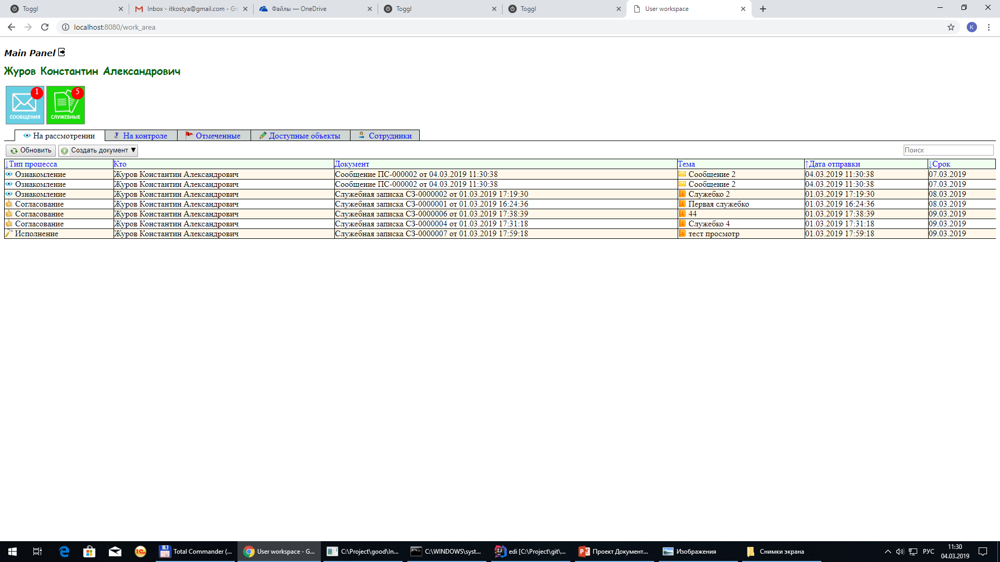 Toggl
Inbox - itkostya@gmail.com - Gn
Файлы — OneDrive
Toggl
Toggl
User workspace
localhost:8080/work_area
K
Main Panel
Журов Константин Александрович
1
СООБЩЕНИЯ
5
СЛУЖЕБНЫЕ
На рассмотрении
На контроле
Отмеченные
Доступные объекты
Сотрудники
Обновить
Создать документ ▼
Поиск
↓Тип процесса Кто Документ Тема ↑Дата отправки ↓Срок
Ознакомление Журов Константин Александрович Сообщение ПС-000002 от 04.03.2019 11:30:38 Сообщение 2 04.03.2019 11:30:38 07.03.2019
Ознакомление Журов Константин Александрович Сообщение ПС-000002 от 04.03.2019 11:30:38 Сообщение 2 04.03.2019 11:30:38 07.03.2019
Ознакомление Журов Константин Александрович Служебная записка СЗ-0000002 от 01.03.2019 17:19:30 Служебко 2 01.03.2019 17:19:30 08.03.2019
Согласование Журов Константин Александрович Служебная записка СЗ-0000001 от 01.03.2019 16:24:36 Первая служебко 01.03.2019 16:24:36 08.03.2019
Согласование Журов Константин Александрович Служебная записка СЗ-0000006 от 01.03.2019 17:38:39 44 01.03.2019 17:38:39 09.03.2019
Согласование Журов Константин Александрович Служебная записка СЗ-0000004 от 01.03.2019 17:31:18 Служебко 4 01.03.2019 17:31:18 09.03.2019
Исполнение Журов Константин Александрович Служебная записка СЗ-0000007 от 01.03.2019 17:59:18 тест просмотр 01.03.2019 17:59:18 09.03.2019
Total Commander (...
User workspace - G...
C:\Project\good\In...
C:\WINDOWS\syst...
edi [C:\Project\git\...
Проект Документ...
Изображения
Снимки экрана
РУС
11:30
04.03.2019